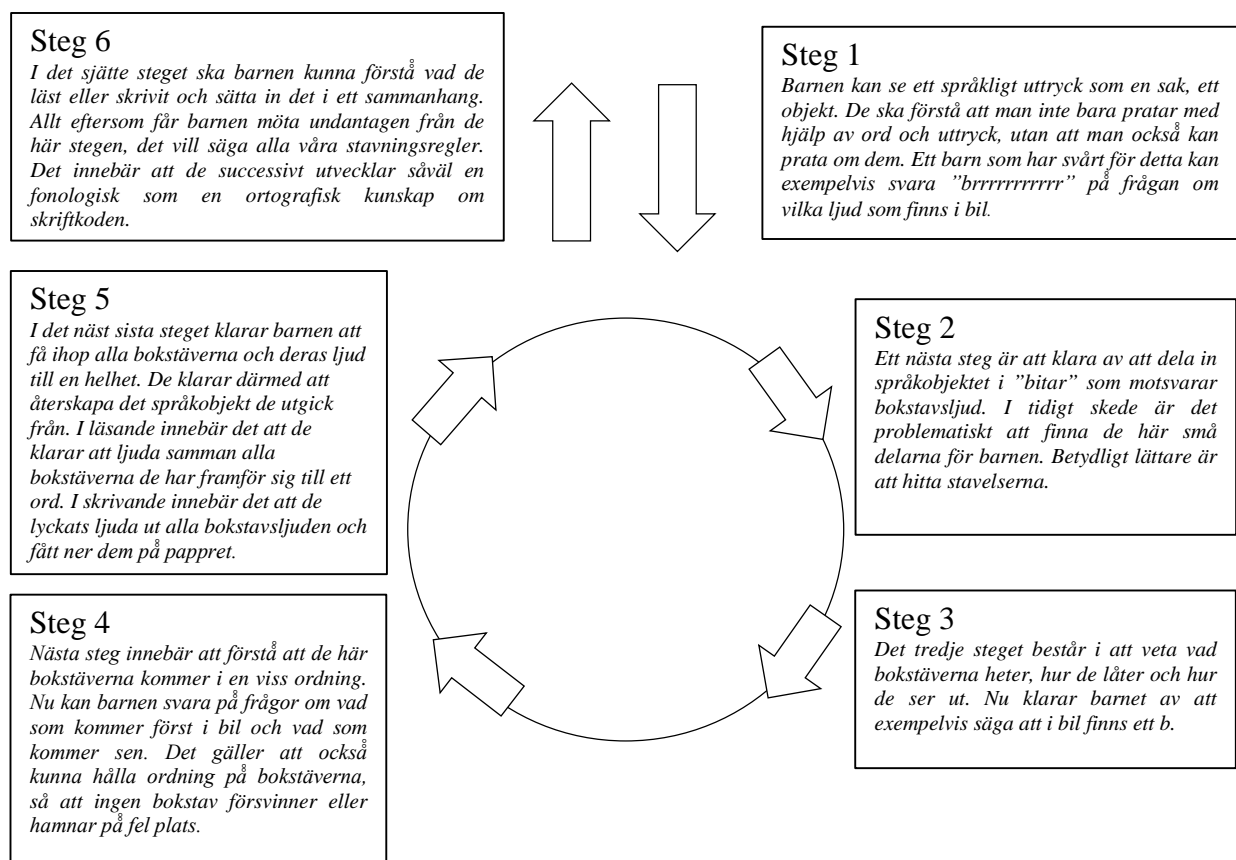 Steg 6
I det sjätte steget ska barnen kunna förstå vad de
läst eller skrivit och sätta in det i ett sammanhang.
Allt eftersom får barnen möta undantagen från de
här stegen, det vill säga alla våra stavningsregler.
Det innebär att de successivt utvecklar såväl en
fonologisk som en ortografisk kunskap om
skriftkoden.
Steg 1
Barnen kan se ett språkligt uttryck som en sak, ett
objekt. De ska förstå att man inte bara pratar med
hjälp av ord och uttryck, utan att man också kan
prata om dem. Ett barn som har svårt för detta kan
exempelvis svara ”brrrrrrrrrrr” på frågan om
vilka ljud som finns i bil.
Steg 5
I det näst sista steget klarar barnen att
få ihop alla bokstäverna och deras ljud
till en helhet. De klarar därmed att
återskapa det språkobjekt de utgick
från. I läsande innebär det att de
klarar att ljuda samman alla
bokstäverna de har framför sig till ett
ord. I skrivande innebär det att de
lyckats ljuda ut alla bokstavsljuden och
fått ner dem på pappret.
Steg 2
Ett nästa steg är att klara av att dela in
språkobjektet i ”bitar” som motsvarar
bokstavsljud. I tidigt skede är det
problematiskt att finna de här små
delarna för barnen. Betydligt lättare är
att hitta stavelserna.
Steg 4
Nästa steg innebär att förstå att de här
bokstäverna kommer i en viss ordning.
Nu kan barnen svara på frågor om vad
som kommer först i bil och vad som
kommer sen. Det gäller att också
kunna hålla ordning på bokstäverna,
så att ingen bokstav försvinner eller
hamnar på fel plats.
Steg 3
Det tredje steget består i att veta vad
bokstäverna heter, hur de låter och hur
de ser ut. Nu klarar barnet av att
exempelvis säga att i bil finns ett b.